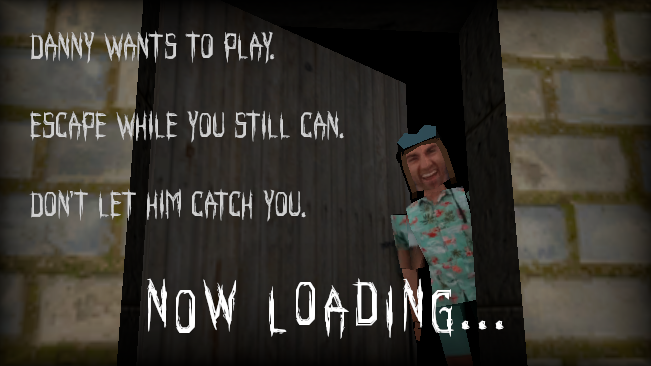 DANNY WANTS TO PLAY.
ESCAPE WHILE YOU STILL CAN.
DON'T LET HIM CATCH YOU.
NOW LOADING...